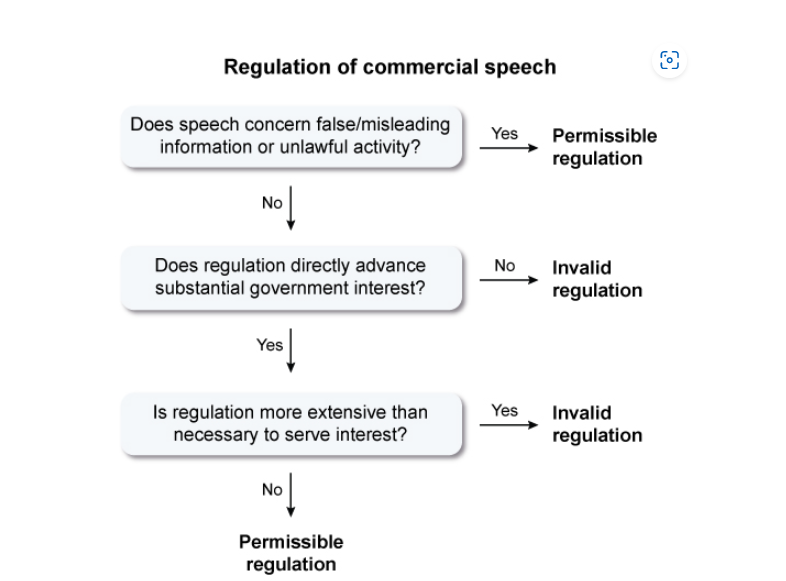 Regulation of commercial speech
Does speech concern false/misleading
information or unlawful activity?
Yes
Permissible
regulation
No
Does regulation directly advance
substantial government interest?
No
Invalid
regulation
Yes
Is regulation more extensive than
necessary to serve interest?
Yes
Invalid
regulation
No
Permissible
regulation